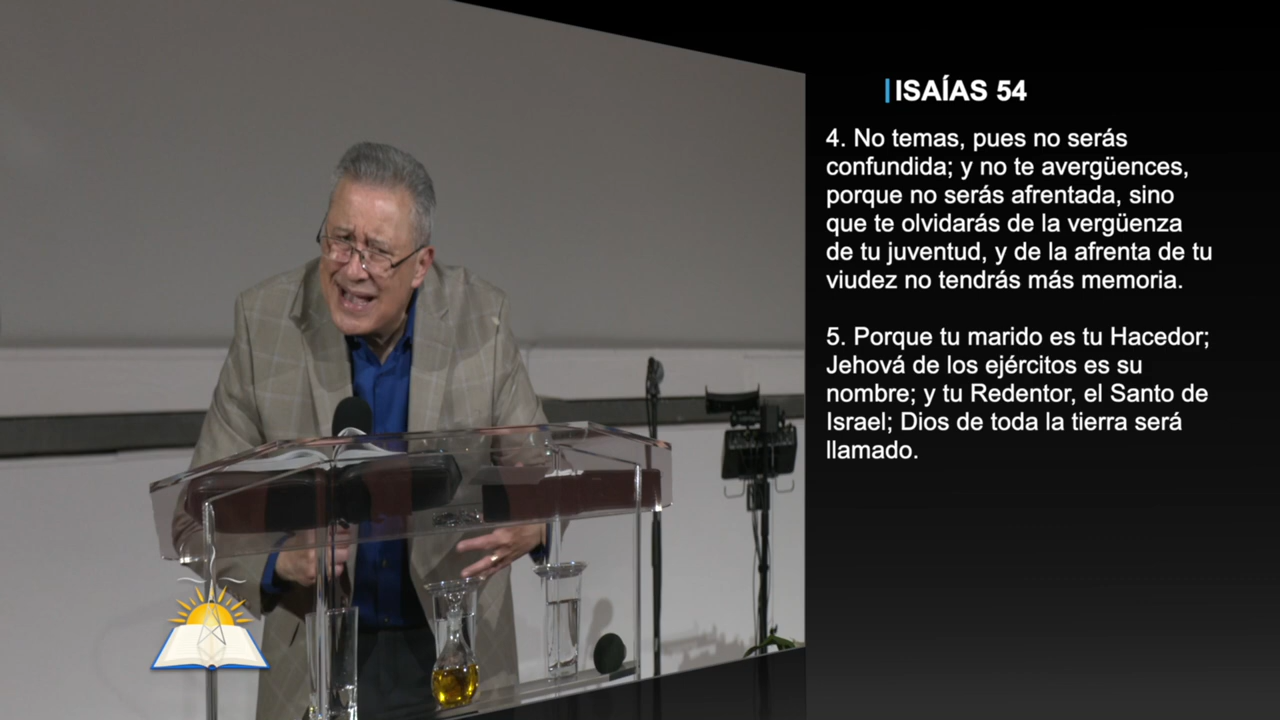 ISAÍAS 54
4. No temas, pues no serás
confundida; y no te avergüences,
porque no serás afrentada, sino
que te olvidarás de la vergüenza
de tu juventud, y de la afrenta de tu
viudez no tendrás más memoria.
5. Porque tu marido es tu Hacedor;
Jehová de los ejércitos es su
nombre; y tu Redentor, el Santo de
Israel; Dios de toda la tierra será
llamado.